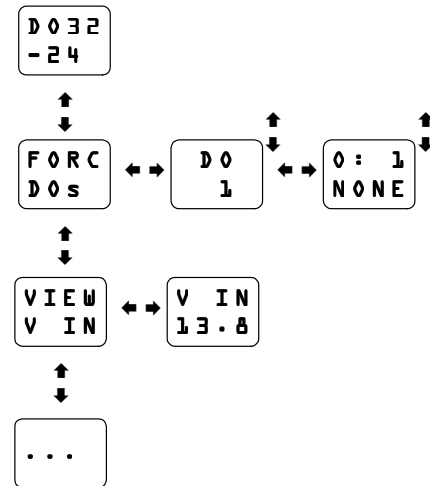 DO32
-24
FORC
DOs
DO
1
0: 1
NONE
VIEW
V IN
V IN
13.8
...